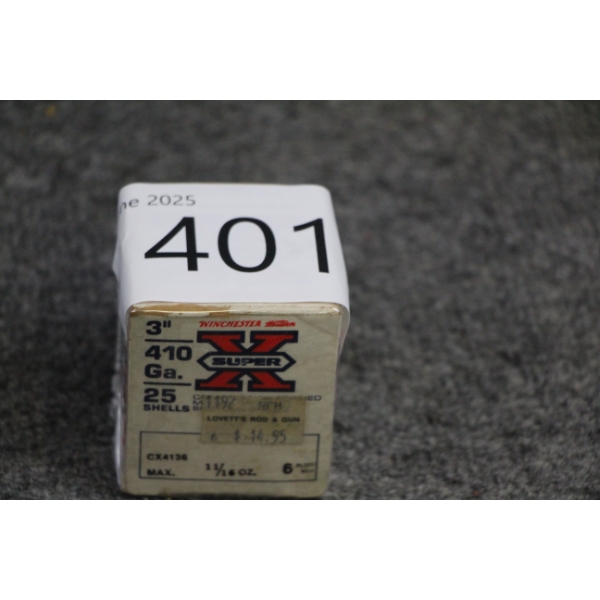 ne 2025
401
3"
410
Ga.
25
SHELLS
WINCHESTER
SUPER X
LOVETT'S ROD & GUN
6 $ 14.95
CX4136
MAX. 11/16 OZ. 6